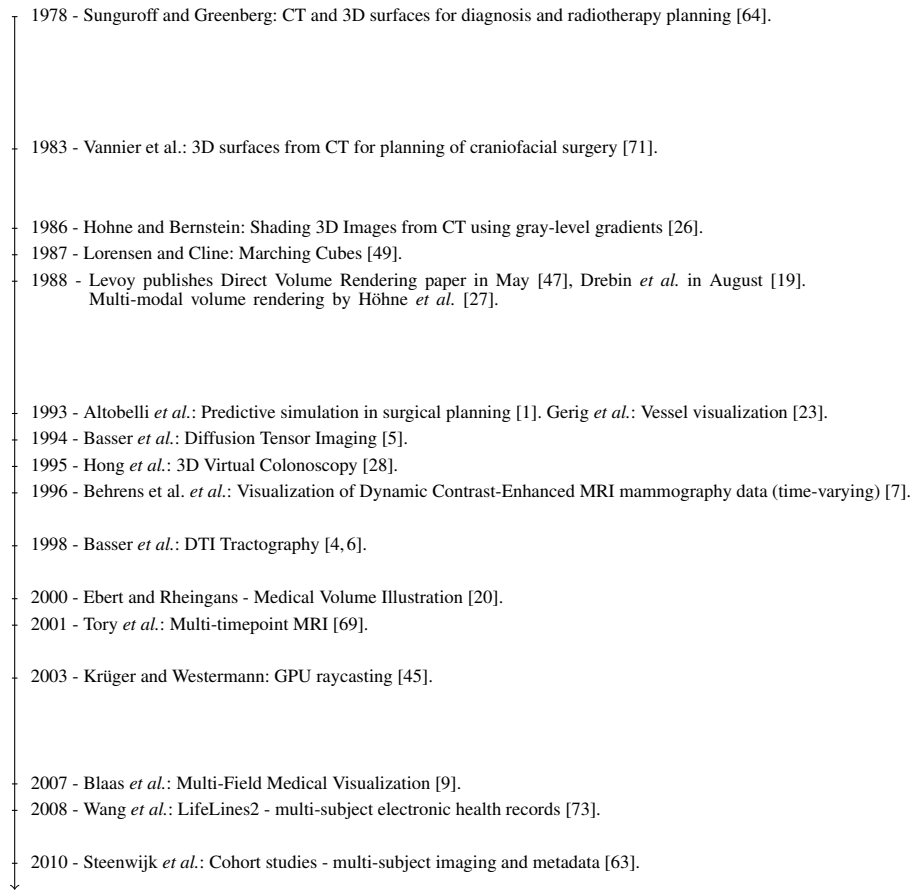 1978 - Sunguroff and Greenberg: CT and 3D surfaces for diagnosis and radiotherapy planning [64].
1983 - Vannier et al.: 3D surfaces from CT for planning of craniofacial surgery [71].
1986 - Hohne and Bernstein: Shading 3D Images from CT using gray-level gradients [26].
1987 - Lorensen and Cline: Marching Cubes [49].
1988 - Levoy publishes Direct Volume Rendering paper in May [47], Drebin et al. in August [19].
Multi-modal volume rendering by Höhne et al. [27].
1993 - Altobelli et al.: Predictive simulation in surgical planning [1]. Gerig et al.: Vessel visualization [23].
1994 - Basser et al.: Diffusion Tensor Imaging [5].
1995 - Hong et al.: 3D Virtual Colonoscopy [28].
1996 - Behrens et al. et al.: Visualization of Dynamic Contrast-Enhanced MRI mammography data (time-varying) [7].
1998 - Basser et al.: DTI Tractography [4,6].
2000 - Ebert and Rheingans - Medical Volume Illustration [20].
2001 - Tory et al.: Multi-timepoint MRI [69].
2003 - Krüger and Westermann: GPU raycasting [45].
2007 - Blaas et al.: Multi-Field Medical Visualization [9].
2008 - Wang et al.: LifeLines2 - multi-subject electronic health records [73].
2010 - Steenwijk et al.: Cohort studies - multi-subject imaging and metadata [63].